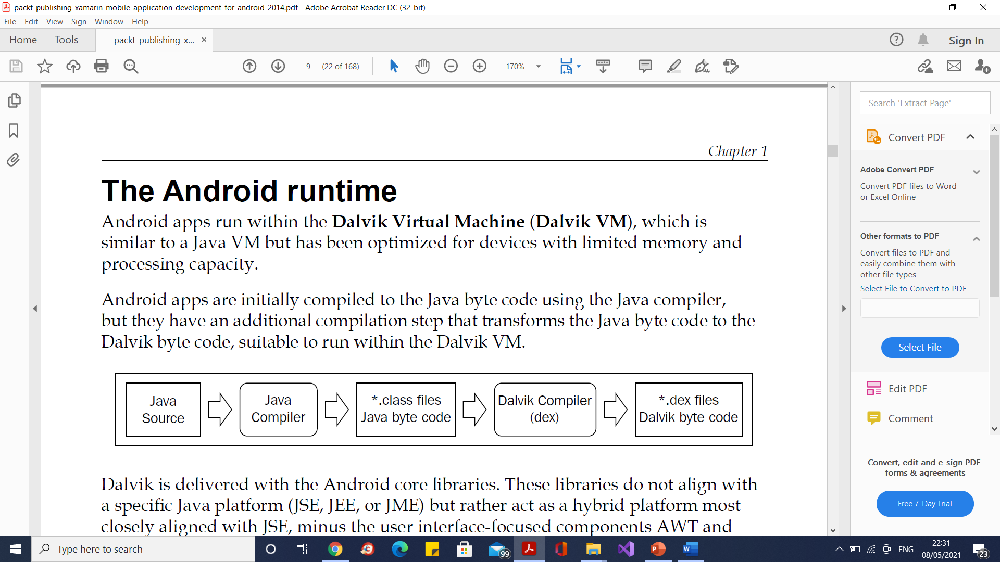 packt-publishing-xamarin-mobile-application-development-for-android-2014.pdf - Adobe Acrobat Reader DC (32-bit)
File Edit View Sign Window Help
Home Tools packt-publishing-x... × Sign In
9 (22 of 168) 170%
Chapter 1
The Android runtime
Android apps run within the Dalvik Virtual Machine (Dalvik VM), which is
similar to a Java VM but has been optimized for devices with limited memory and
processing capacity.
Android apps are initially compiled to the Java byte code using the Java compiler,
but they have an additional compilation step that transforms the Java byte code to the
Dalvik byte code, suitable to run within the Dalvik VM.
Java
Source
Java
Compiler
*.class files
Java byte code
Dalvik Compiler
(dex)
*.dex files
Dalvik byte code
Dalvik is delivered with the Android core libraries. These libraries do not align with
a specific Java platform (JSE, JEE, or JME) but rather act as a hybrid platform most
closely aligned with JSE, minus the user interface-focused components AWT and
Search 'Extract Page'
Convert PDF
Adobe Convert PDF
Convert PDF files to Word
or Excel Online
Other formats to PDF
Convert files to PDF and
easily combine them with
other file types
Select File to Convert to PDF
Select File
Edit PDF
Comment
Convert, edit and e-sign PDF
forms & agreements
Free 7-Day Trial
Type here to search
99
ENG
22:31
08/05/2021
23